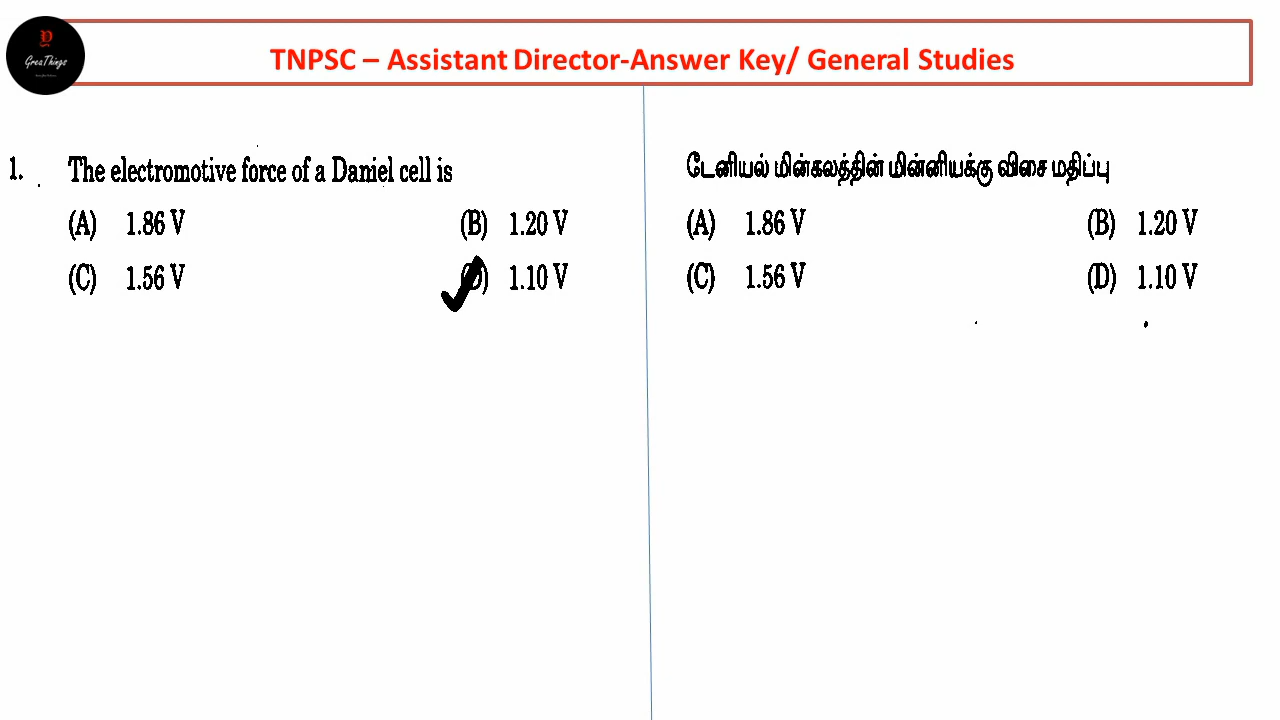 GreaThings
TNPSC – Assistant Director-Answer Key/ General Studies
1. The electromotive force of a Daniel cell is
(A) 1.86 V (B) 1.20 V
(C) 1.56 V (D) 1.10 V
டேனியல் மின்கலத்தின் மின்னியக்கு விசை மதிப்பு
(A) 1.86 V (B) 1.20 V
(C) 1.56 V (D) 1.10 V